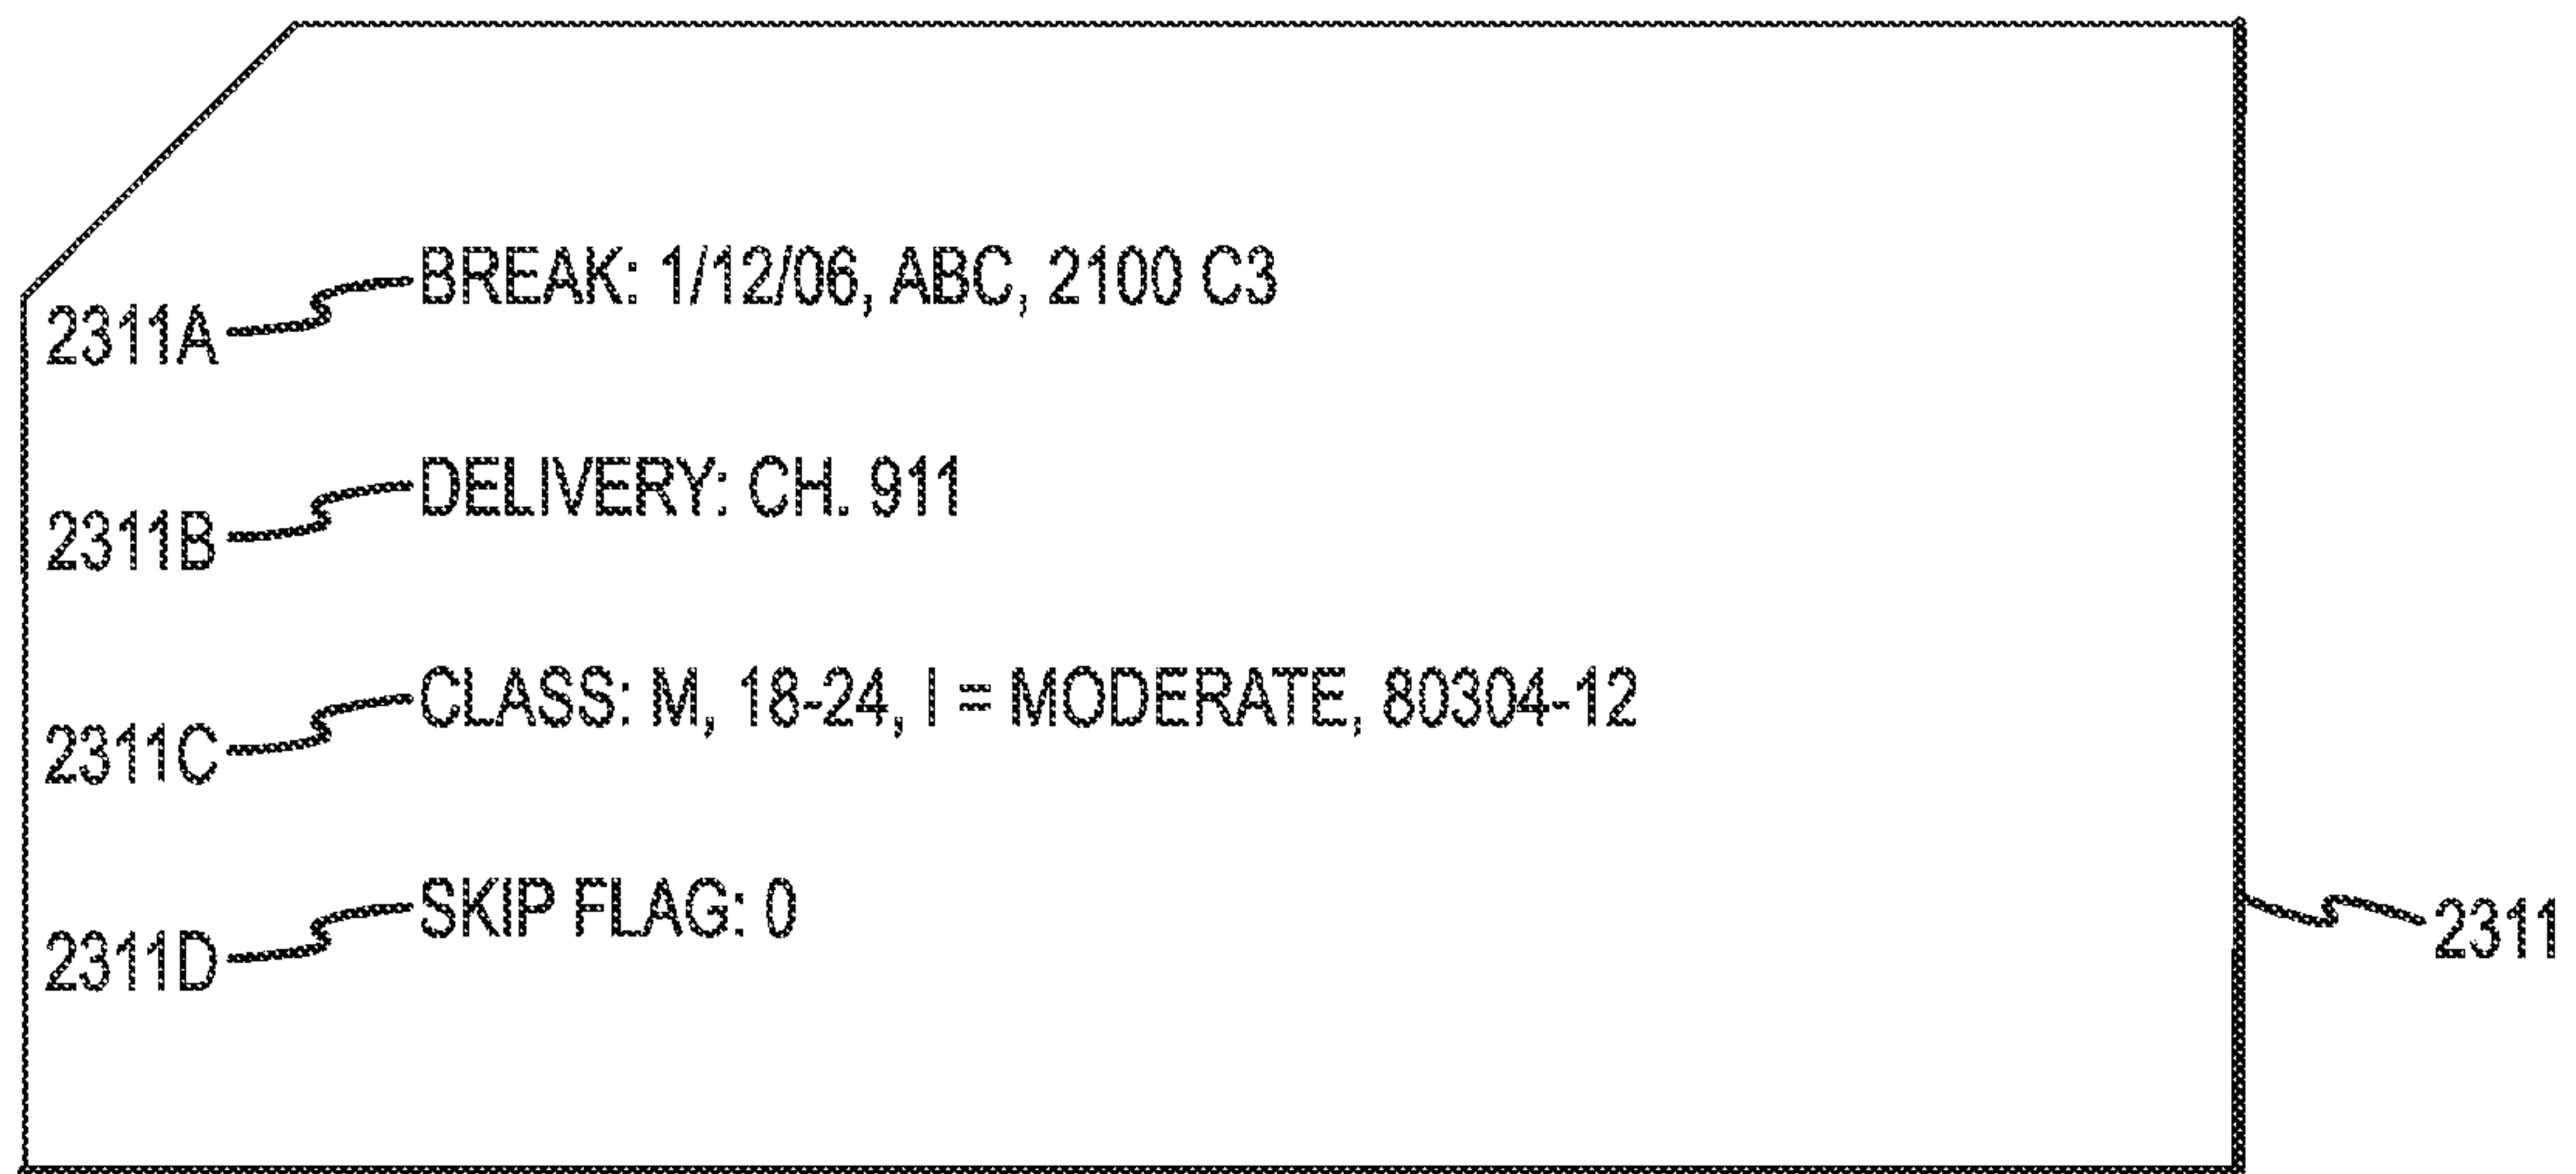 BREAK: 1/12/06, ABC, 2100 C3
2311A
DELIVERY: CH. 911
2311B
CLASS: M, 18-24, I = MODERATE, 80304-12
2311C
SKIP FLAG: 0
2311D
2311